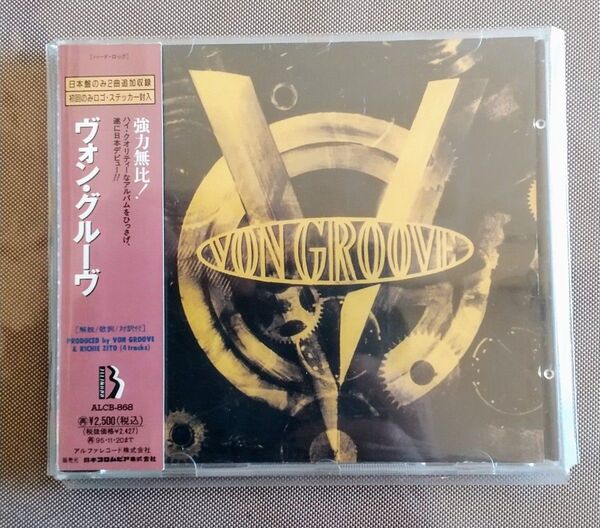 [ハード・ロック]
日本盤のみ2曲追加収録
初回のみロゴ・ステッカー封入
強力無比!
ハイ・クオリティーなアルバムをひっさげ、
遂に日本デビュー!!
ヴォン・グルーヴ
[解説/歌詞/対訳付]
PRODUCED by VON GROOVE
& RICHIE ZITO (4 tracks)
ALCB-868
¥2,500(税込)
(税抜価格¥2,427)
95・11・20まで
アルファレコード株式会社
販売元 日本コロムビア株式会社
VON GROOVE